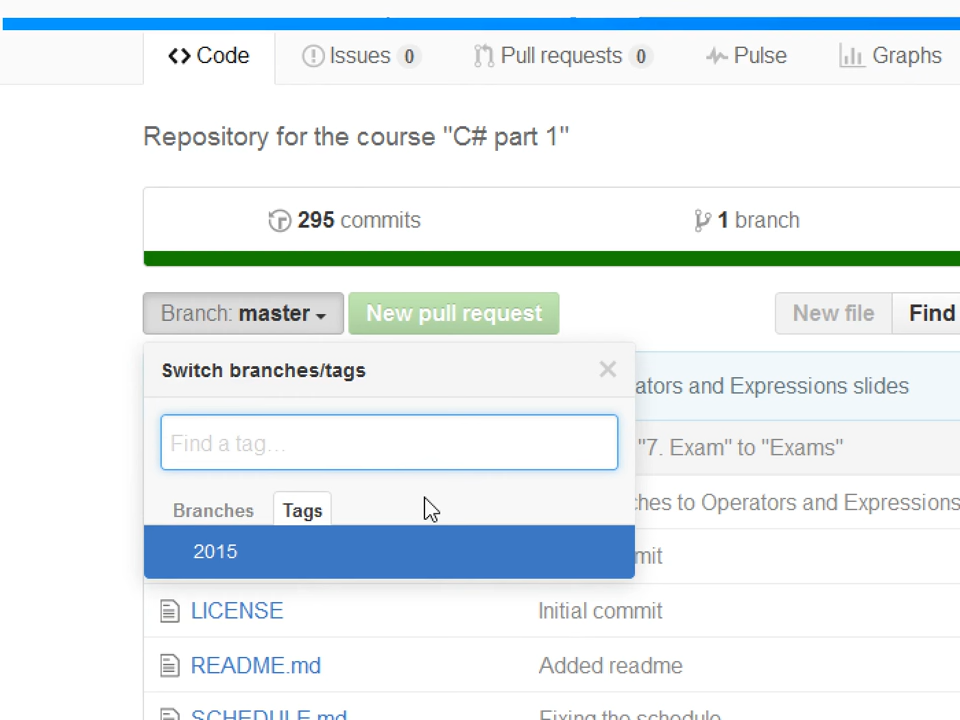 Code Issues 0 Pull requests 0 Pulse Graphs
Repository for the course "C# part 1"
295 commits 1 branch
Branch: master New pull request New file Find
Switch branches/tags
ators and Expressions slides
Find a tag...
"7. Exam" to "Exams"
Branches Tags
hes to Operators and Expressions
2015
mit
LICENSE Initial commit
README.md Added readme
SCHEDULE.md Fixing the schedule